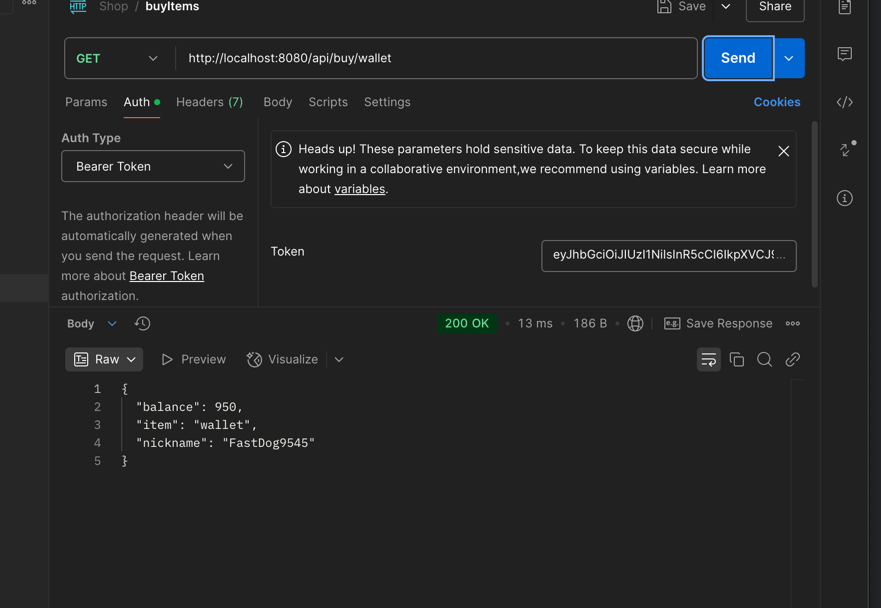 HTTP Shop / buyItems Save Share
GET http://localhost:8080/api/buy/wallet Send
Params Auth Headers (7) Body Scripts Settings Cookies
Auth Type
Bearer Token
The authorization header will be
automatically generated when
you send the request. Learn
more about Bearer Token
authorization.
Heads up! These parameters hold sensitive data. To keep this data secure while
working in a collaborative environment,we recommend using variables. Learn more
about variables.
Token
Body 200 OK • 13 ms • 186 B • e.g. Save Response
Raw Preview Visualize
1 {
2 "balance": 950,
3 "item": "wallet",
4 "nickname": "FastDog9545"
5 }